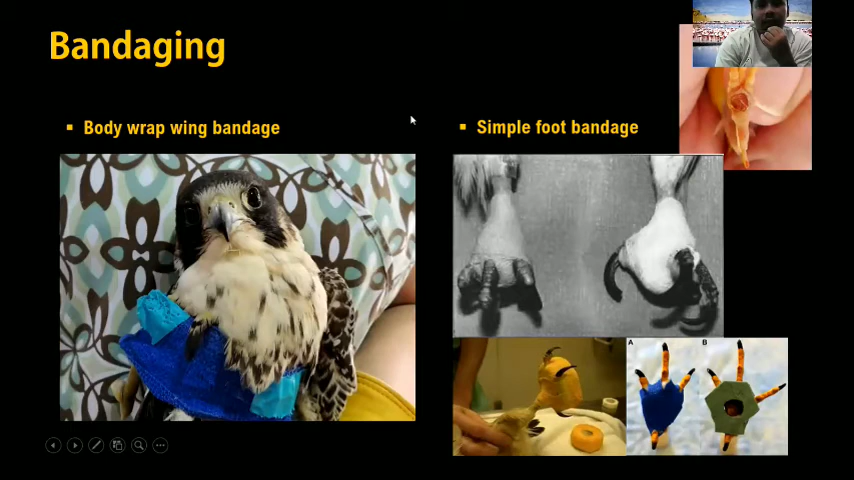 Bandaging
Body wrap wing bandage
Simple foot bandage
A
B